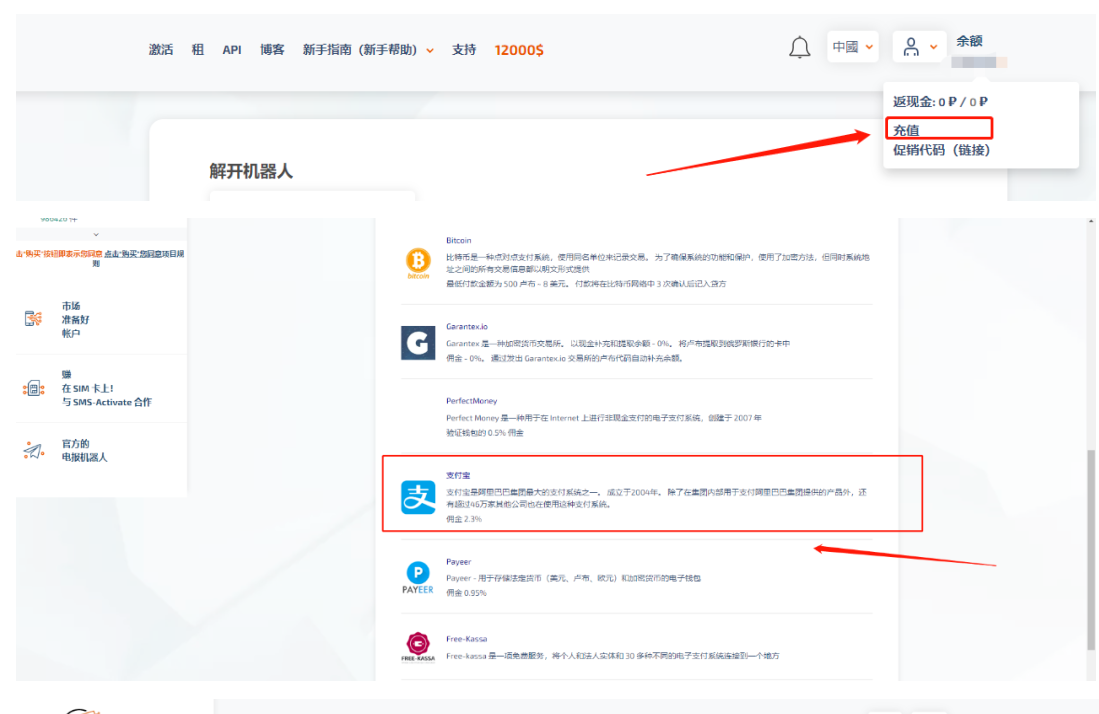 激活 租 API 博客 新手指南（新手帮助） 支持 12000$ 中國 余额
返现金: 0 ₽ / 0 ₽
充值
促销代码（链接）
解开机器人
击“购买”按钮即表示您同意 点击“购买”您同意项目规
则
市场
准备好
帐户
赚
在 SIM 卡上!
与 SMS-Activate 合作
官方的
电报机器人
Bitcoin
bitcoin
比特币是一种点对点支付系统，使用同名单位来记录交易。 为了确保系统的功能和保护，使用了加密方法，但同时系统地
址之间的所有交易信息都以明文形式提供
最低付款金额为 500 卢布 - 8 美元。 付款将在比特币网络中 3 次确认后记入贷方
Garantex.io
G
Garantex 是一种加密货币交易所。 以现金补充和提取余额 - 0%。 将卢布提取到俄罗斯银行的卡中
佣金 - 0%。 通过发出 Garantex.io 交易所的卢布代码自动补充余额。
PerfectMoney
Perfect Money 是一种用于在 Internet 上进行非现金支付的电子支付系统，创建于 2007 年
验证钱包的 0.5% 佣金
支付宝
支
支付宝是阿里巴巴集团最大的支付系统之一。 成立于2004年。 除了在集团内部用于支付阿里巴巴集团提供的产品外，还
有超过46万家其他公司也在使用这种支付系统。
佣金 2.3%
Payeer
PAYEER
Payeer - 用于存储法定货币（美元、卢布、欧元）和加密货币的电子钱包
佣金 0.95%
Free-Kassa
FREE-KASSA
Free-kassa 是一项免费服务，将个人和法人实体和 30 多种不同的电子支付系统连接到一个地方